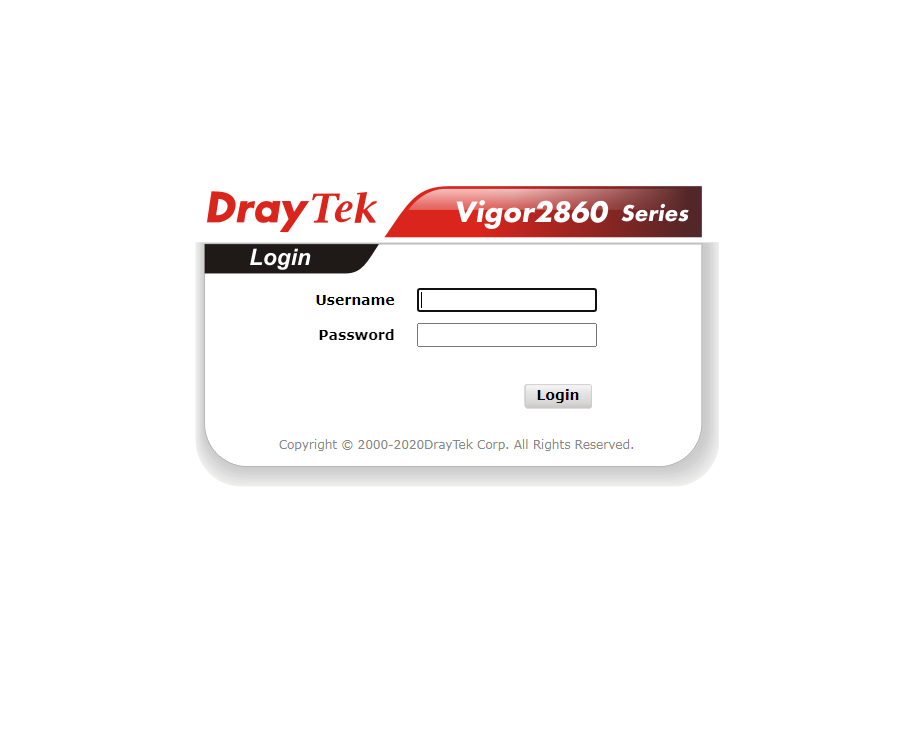 DrayTek Vigor2860 Series
Login
Username
Password
Login
Copyright © 2000-2020DrayTek Corp. All Rights Reserved.